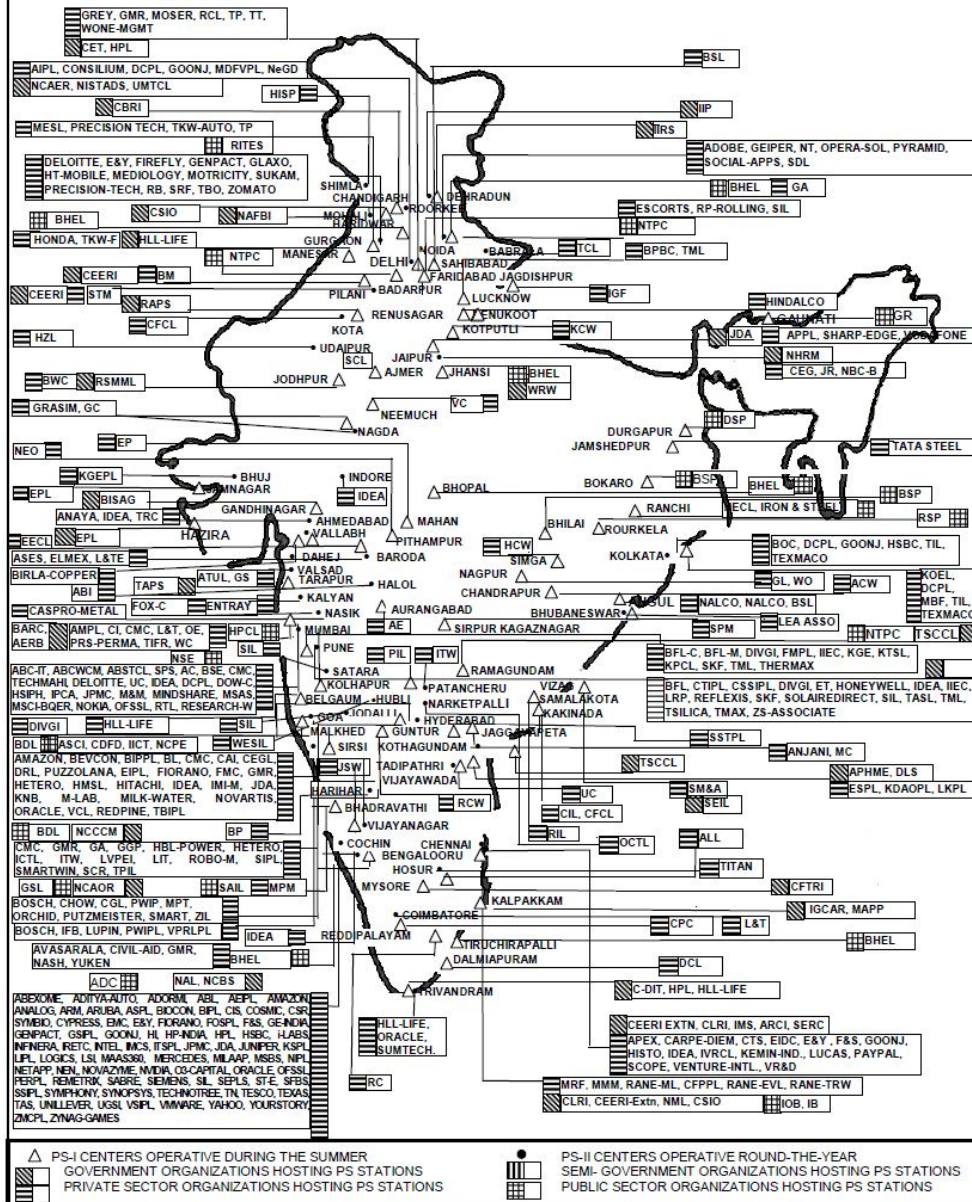 GREY, GMR, MOSER, RCL, TP, TT,
WONE-MGMT
CET, HPL
AIPL, CONSILIUM, DCPL, GOONJ, MDFVPL, NeGD
NCAER, NISTADS, UMTCL
HISP
CBRI
MESL, PRECISION TECH, TKW-AUTO, TP
RITES
DELOITTE, E&Y, FIREFLY, GENPACT, GLAXO,
HT-MOBILE, MEDIOLOGY, MOTRICITY, SUKAM,
PRECISION-TECH, RB, SRF, TBO, ZOMATO
BHEL
CSIO
NAFBI
HONDA, TKW-F
HLL-LIFE
NTPC
CEERI
BM
CEERI
STM
RAPS
CFCL
HZL
SCL
BWC
RSMML
GRASIM, GC
EP
NEO
KGEPL
EPL
BISAG
ANAYA, IDEA, TRC
EECL
EPL
ASES, ELMEX, L&TE
BIRLA-COPPER
ABI
TAPS
ATUL, GS
FOX-C
ENTRAY
CASPRO-METAL
BARC,
AERB
AMPL, CI, CMC, L&T, OE,
PRS-PERMA, TIFR, WC
HPCL
NSE
SIL
ABC-IT, ABCWCM, ABSTCL, SPS, AC, BSE, CMC,
TECHMAHI, DELOITTE, UC, IDEA, DCPL, DOW-C,
HSIPH, IPCA, JPMC, M&M, MINDSHARE, MSAS,
MSCI-BQER, NOKIA, OFSSL, RTL, RESEARCH-W
DIVGI
HLL-LIFE
SIL
BDL
ASCI, CDFD, IICT, NCPE
WESIL
AMAZON, BEVCON, BIPPL, BL, CMC, CAI, CEGL,
DRL, PUZZOLANA, EIPL, FIORANO, FMC, GMR,
HETERO, HMSL, HITACHI, IDEA, IMI-M, JDA,
KNB, M-LAB, MILK-WATER, NOVARTIS,
ORACLE, VCL, REDPINE, TBIPL
BDL
NCCCM
BP
CMC, GMR, GA, GGP, HBL-POWER, HETERO,
ICTL, ITW, LVPEI, LIT, ROBO-M, SIPL,
SMARTWIN, SCR, TPIL
GSL
NCAOR
SAIL
MPM
BOSCH, CHOW, CGL, PWIP, MPT,
ORCHID, PUTZMEISTER, SMART, ZIL
BOSCH, IFB, LUPIN, PWIPL, VPRLPL
IDEA
AVASARALA, CIVIL-AID, GMR,
NASH, YUKEN
BHEL
ADC
NAL, NCBS
ABEXOME, ADITYA-AUTO, ADORMI, ABL, AEIPL, AMAZON,
ANALOG, ARM, ARUBA, ASPL, BIOCON, BIPL, CIS, COSMIC, CSR,
SYMBIO, CYPRESS, EMC, E&Y, FIORANO, FOSPL, F&S, GE-INDIA,
GENPACT, GSIPL, GOONJ, HI, HP-INDIA, HPL, HSBC, i-LABS,
INFINERA, IRETC, INTEL, IMCS, ITSPL, JPMC, JDA, JUNIPER, KSPL,
LIPL, LOGICS, LSI, MAAS360, MERCEDES, MILAAP, MSBS, NIPL,
NETAPP, NEN, NOVAZYME, NVIDIA, O3-CAPITAL, ORACLE, OFSSL,
PERPL, REMETRIX, SABRE, SIEMENS, SIL, SEPLS, ST-E, SFBS,
SSIPL, SYMPHONY, SYNOPSYS, TECHNOTREE, TN, TESCO, TEXAS,
TAS, UNILLEVER, UGSI, VSIPL, VMWARE, YAHOO, YOURSTORY,
ZMCPL, ZYNAG-GAMES
SHIMLA
CHANDIGARH
DEHRADUN
ROORKEE
MOHALI
HARIDWAR
GURGAON
MANESAR
NOIDA
BABRALA
DELHI
SAHIBABAD
FARIDABAD
JAGDISHPUR
BADARPUR
PILANI
LUCKNOW
RENUSAGAR
RENUKOOT
KOTA
KOTPUTLI
UDAIPUR
JAIPUR
AJMER
JHANSI
JODHPUR
NEEMUCH
VC
NAGDA
BHUJ
INDORE
JAMNAGAR
IDEA
GANDHINAGAR
BHOPAL
AHMEDABAD
MAHAN
HAZIRA
VALLABH
PITHAMPUR
DAHEJ
BARODA
VALSAD
TARAPUR
HALOL
KALYAN
NASIK
AURANGABAD
MUMBAI
AE
PUNE
PIL
ITW
SATARA
KOLHAPUR
BELGAUM
HUBLI
PATANCHERU
NARKETPALLI
GOA
JODALLI
HYDERABAD
MALKHED
SIRSI
GUNTUR
KOTHAGUNDAM
JAGGAYAPETA
JSW
TADIPATHRI
VIJAYAWADA
HARIHAR
BHADRAVATHI
RCW
VIJAYANAGAR
COCHIN
CHENNAI
BENGALOORU
HOSUR
MYSORE
KALPAKKAM
COIMBATORE
REDDIPALAYAM
TIRUCHIRAPALLI
DALMIAPURAM
TRIVANDRAM
HLL-LIFE,
ORACLE,
SUMTECH.
RC
BSL
IIP
IIRS
ADOBE, GEIPER, NT, OPERA-SOL, PYRAMID,
SOCIAL-APPS, SDL
BHEL
GA
ESCORTS, RP-ROLLING, SIL
NTPC
TCL
BPBC, TML
IGF
HINDALCO
GAUHATI
GR
KCW
JDA
APPL, SHARP-EDGE, VODAFONE
NHRM
CEG, JR, NBC-B
BHEL
WRW
DSP
DURGAPUR
JAMSHEDPUR
TATA STEEL
BOKARO
BSP
BHEL
BSP
RANCHI
IRON & STEEL
RSP
BHILAI
ROURKELA
HCW
SIMGA
KOLKATA
BOC, DCPL, GOONJ, HSBC, TIL,
TEXMACO
NAGPUR
GL, WO
ACW
KOEL,
DCPL,
MBF, TIL,
TEXMACO
CHANDRAPUR
ANGUL
NALCO, NALCO, BSL
BHUBANESWAR
LEA ASSO
SIRPUR KAGAZNAGAR
SPM
NTPC
TSCCL
BFL-C, BFL-M, DIVGI, FMPL, IIEC, KGE, KTSL,
KPCL, SKF, TML, THERMAX
RAMAGUNDAM
VIZAG
SAMALAKOTA
KAKINADA
BFL, CTIPL, CSSIPL, DIVGI, ET, HONEYWELL, IDEA, IIEC,
LRP, REFLEXIS, SKF, SOLAIREDIRECT, SIL, TASL, TML,
TSILICA, TMAX, ZS-ASSOCIATE
SSTPL
ANJANI, MC
TSCCL
APHME, DLS
UC
SM&A
ESPL, KDAOPL, LKPL
SEIL
CIL, CFCL
RIL
OCTL
ALL
TITAN
CFTRI
IGCAR, MAPP
CPC
L&T
BHEL
DCL
C-DIT, HPL, HLL-LIFE
CEERI EXTN, CLRI, IMS, ARCI, SERC
APEX, CARPE-DIEM, CTS, EIDC, E&Y, F&S, GOONJ,
HISTO, IDEA, IVRCL, KEMIN-IND., LUCAS, PAYPAL,
SCOPE, VENTURE-INTL., VR&D
MRF, MMM, RANE-ML, CFPPL, RANE-EVL, RANE-TRW
CLRI, CEERI-Extn, NML, CSIO
IOB, IB
PS-I CENTERS OPERATIVE DURING THE SUMMER
GOVERNMENT ORGANIZATIONS HOSTING PS STATIONS
PRIVATE SECTOR ORGANIZATIONS HOSTING PS STATIONS
PS-II CENTERS OPERATIVE ROUND-THE-YEAR
SEMI- GOVERNMENT ORGANIZATIONS HOSTING PS STATIONS
PUBLIC SECTOR ORGANIZATIONS HOSTING PS STATIONS